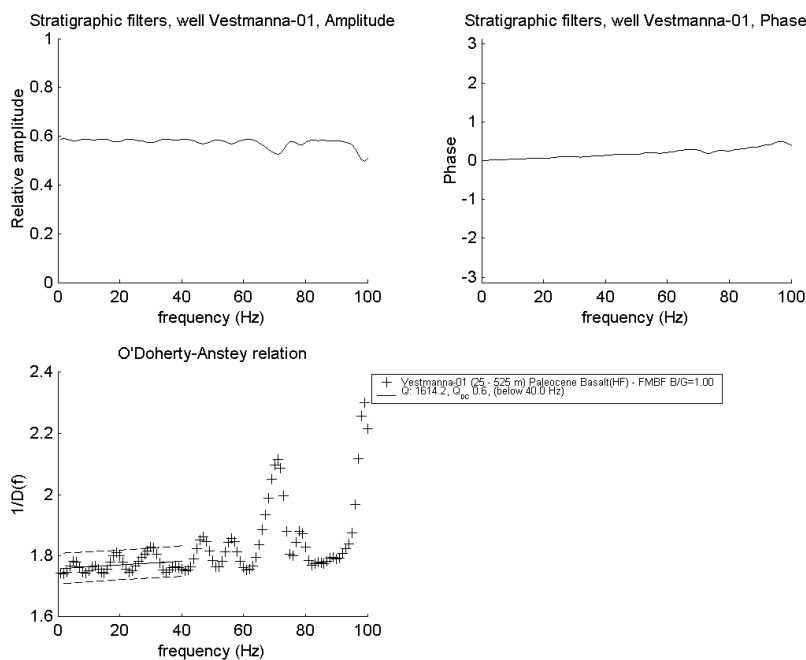 Stratigraphic filters, well Vestmanna-01, Amplitude
1
0.8
0.6
0.4
0.2
0
Relative amplitude
0 20 40 60 80 100
frequency (Hz)
Stratigraphic filters, well Vestmanna-01, Phase
3
2
1
0
-1
-2
-3
Phase
0 20 40 60 80 100
frequency (Hz)
O'Doherty-Anstey relation
2.4
2.2
2
1.8
1.6
1/D(f)
0 20 40 60 80 100
frequency (Hz)
Vestmanna-01 (25 - 525 m) Paleocene Basalt(HF) - FMBF B/G=1.00
Q: 1614.2, Q_DC 0.6, (below 40.0 Hz)